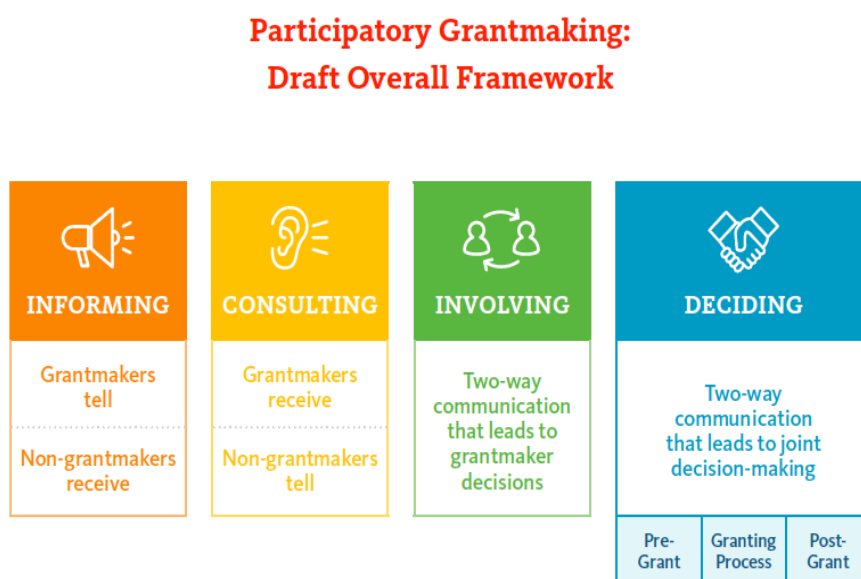 Participatory Grantmaking:
Draft Overall Framework
INFORMING
Grantmakers
tell
Non-grantmakers
receive
CONSULTING
Grantmakers
receive
Non-grantmakers
tell
INVOLVING
Two-way
communication
that leads to
grantmaker
decisions
DECIDING
Two-way
communication
that leads to joint
decision-making
Pre-
Grant
Granting
Process
Post-
Grant